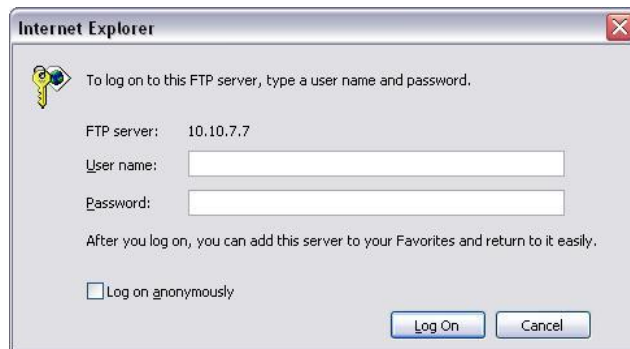 Internet Explorer
To log on to this FTP server, type a user name and password.
FTP server: 10.10.7.7
User name:
Password:
After you log on, you can add this server to your Favorites and return to it easily.
Log on anonymously
Log On Cancel